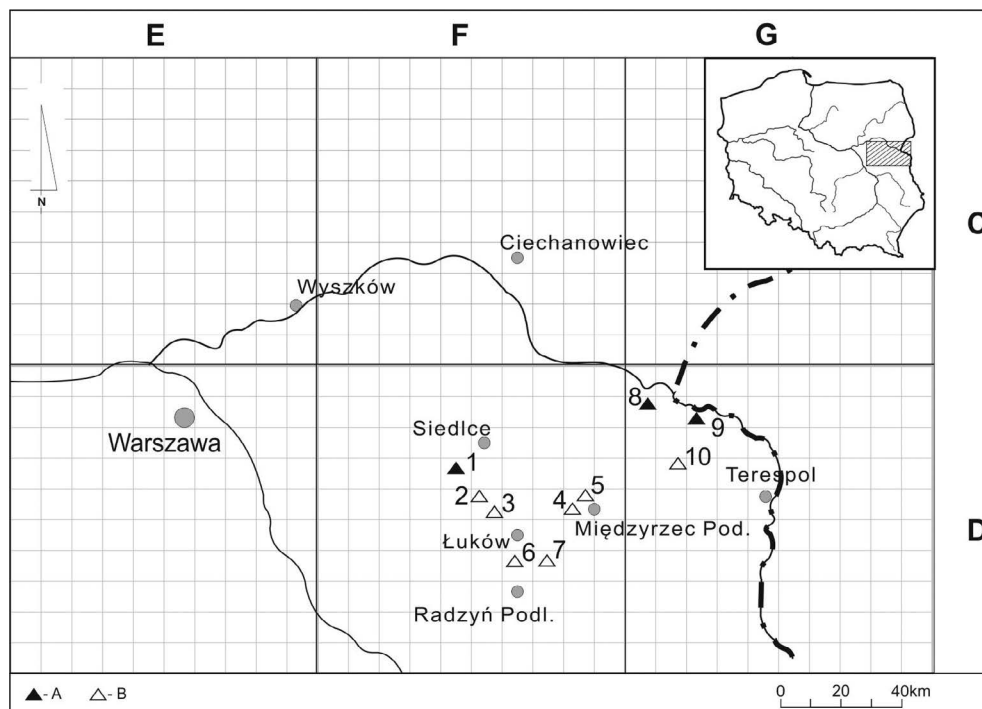 E F G
C
N
Ciechanowiec
Wyszków
8
9
Warszawa
Siedlce
1
10
Terespol
2 3 4 5
Międzyrzec Pod.
Łuków
6 7
Radzyń Podl.
D
- A - B
0 20 40km